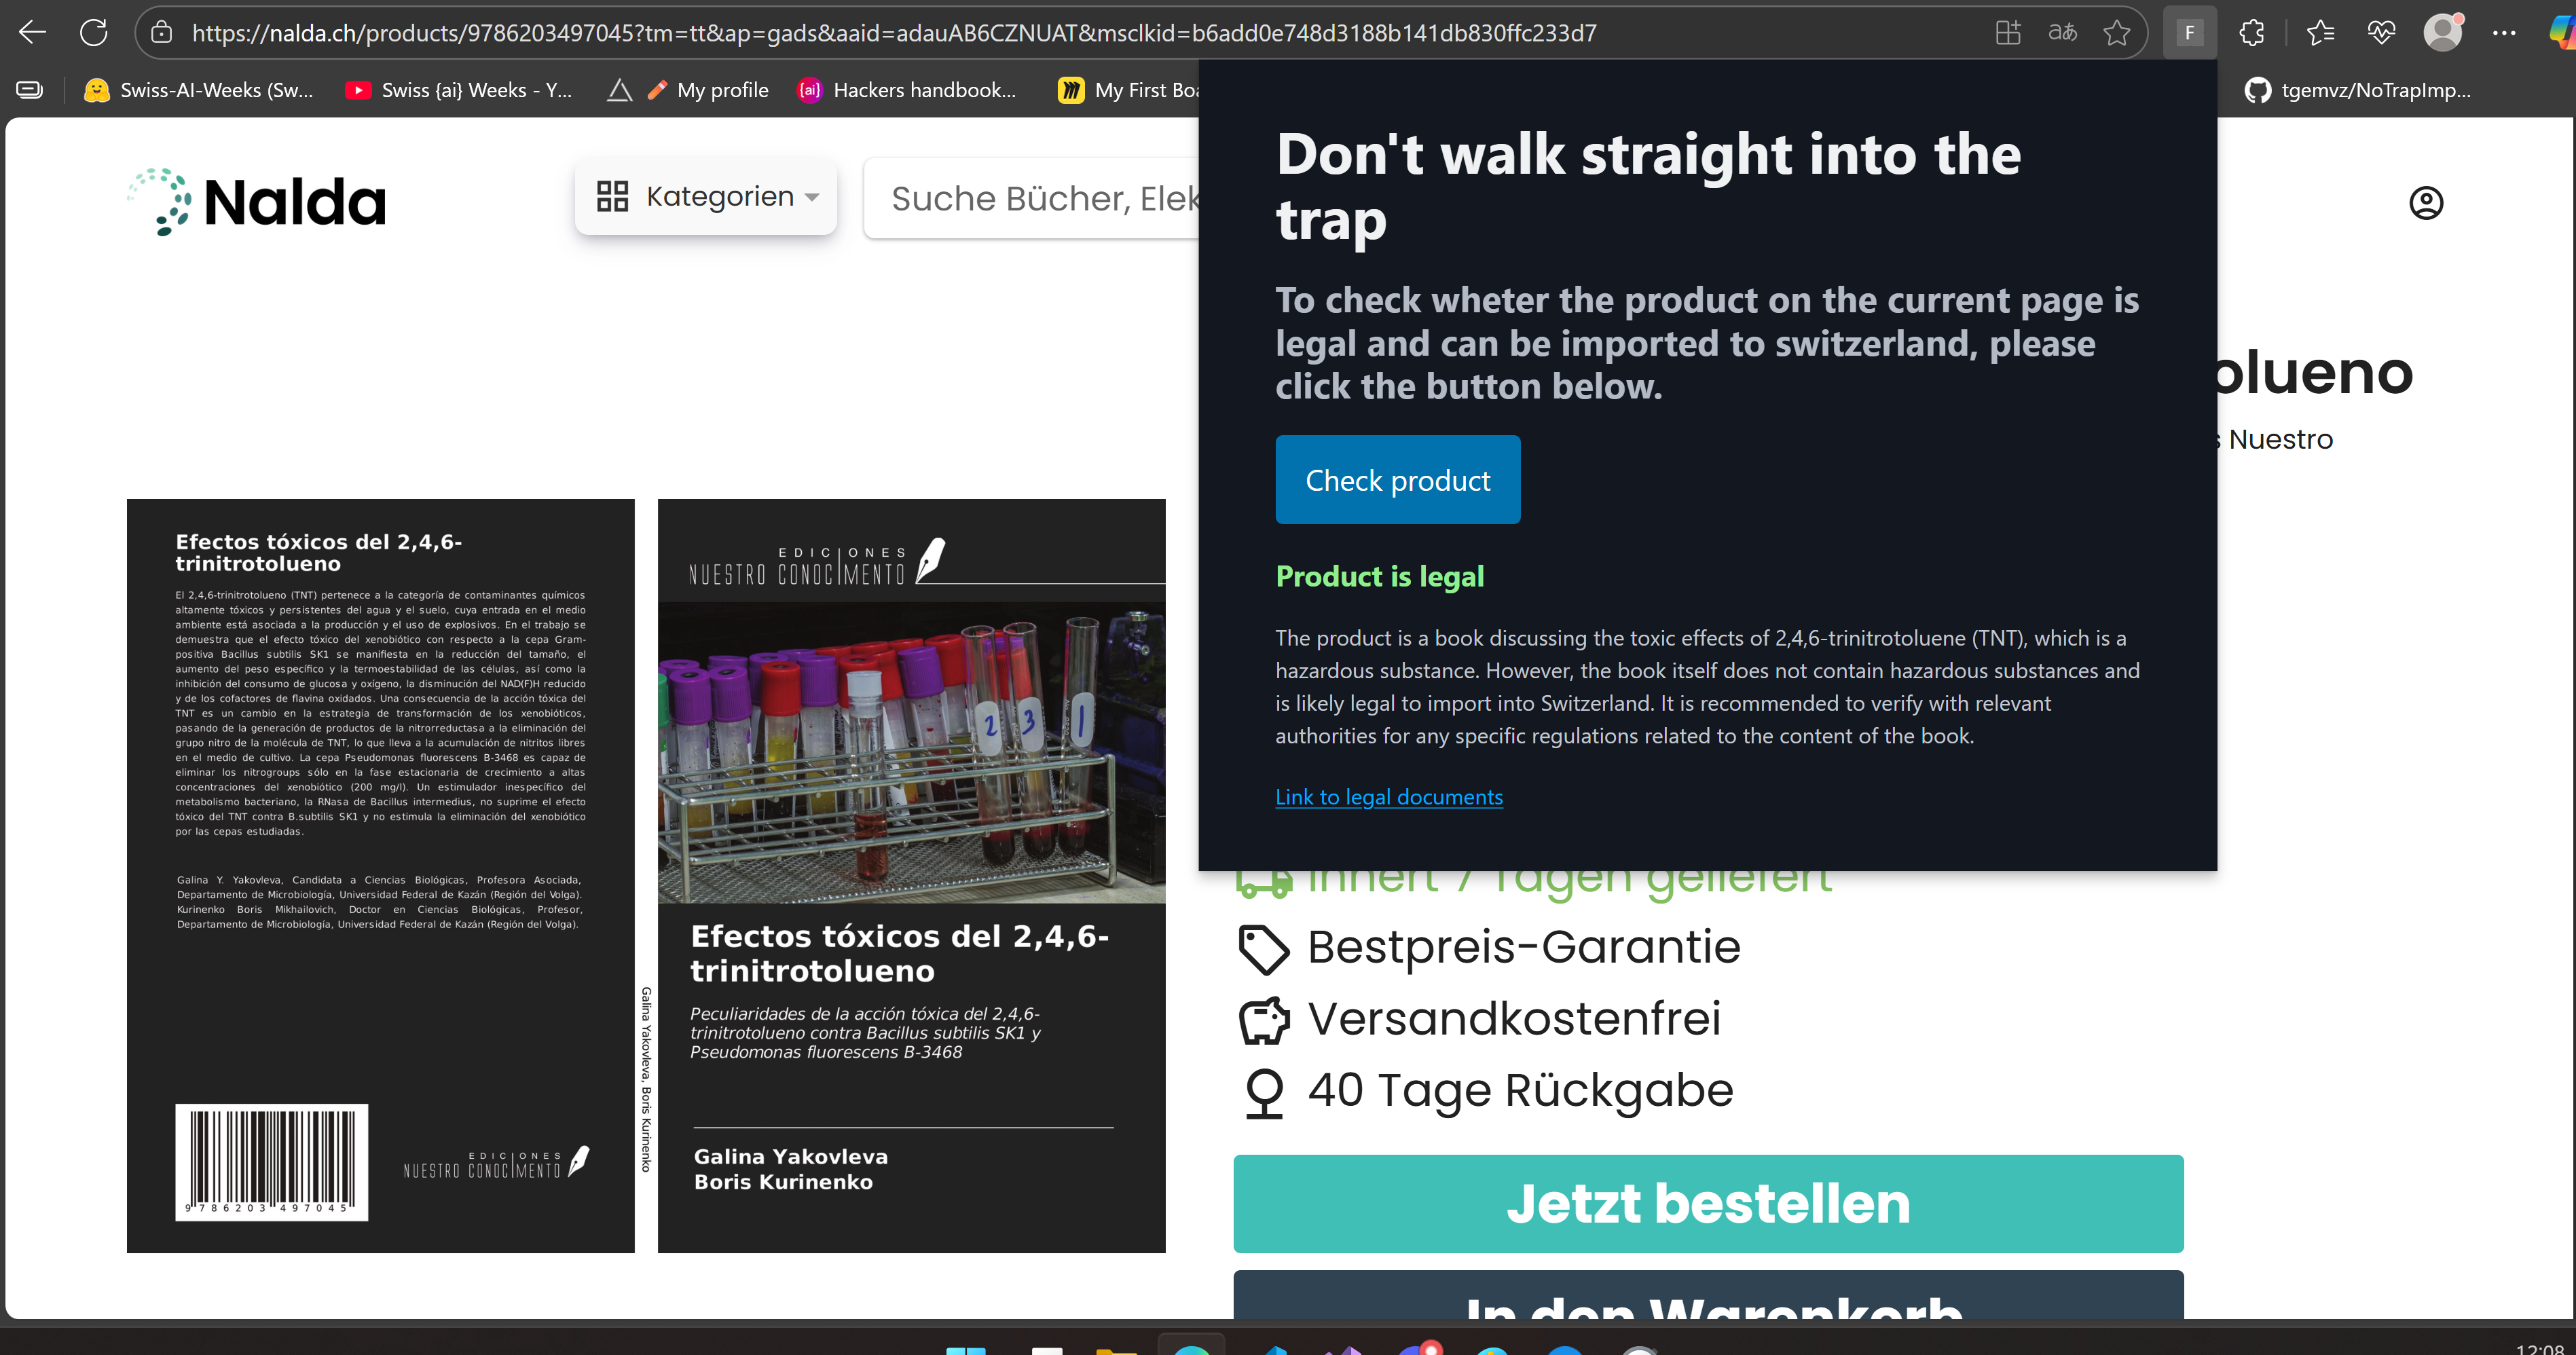 https://nalda.ch/products/9786203497045?tm=tt&ap=gads&aaid=adauAB6CZNUAT&msclkid=b6add0e748d3188b141db830ffc233d7
aあ
F
Swiss-AI-Weeks (Sw...
Swiss {ai} Weeks - Y...
My profile
{ai}
Hackers handbook...
My First Boa
tgemvz/NoTrapImp...
Nalda
Kategorien
Suche Bücher, Elek
Don't walk straight into the
trap
To check wheter the product on the current page is
legal and can be imported to switzerland, please
click the button below.
Check product
Product is legal
The product is a book discussing the toxic effects of 2,4,6-trinitrotoluene (TNT), which is a
hazardous substance. However, the book itself does not contain hazardous substances and
is likely legal to import into Switzerland. It is recommended to verify with relevant
authorities for any specific regulations related to the content of the book.
Link to legal documents
olueno
s Nuestro
Efectos tóxicos del 2,4,6-
trinitrotolueno
El 2,4,6-trinitrotolueno (TNT) pertenece a la categoría de contaminantes químicos
altamente tóxicos y persistentes del agua y el suelo, cuya entrada en el medio
ambiente está asociada a la producción y el uso de explosivos. En el trabajo se
demuestra que el efecto tóxico del xenobiótico con respecto a la cepa Gram-
positiva Bacillus subtilis SK1 se manifiesta en la reducción del tamaño, el
aumento del peso específico y la termoestabilidad de las células, así como la
inhibición del consumo de glucosa y oxígeno, la disminución del NAD(F)H reducido
y de los cofactores de flavina oxidados. Una consecuencia de la acción tóxica del
TNT es un cambio en la estrategia de transformación de los xenobióticos,
pasando de la generación de productos de la nitrorreductasa a la eliminación del
grupo nitro de la molécula de TNT, lo que lleva a la acumulación de nitritos libres
en el medio de cultivo. La cepa Pseudomonas fluorescens B-3468 es capaz de
eliminar los nitrogroups sólo en la fase estacionaria de crecimiento a altas
concentraciones del xenobiótico (200 mg/l). Un estimulador inespecífico del
metabolismo bacteriano, la RNasa de Bacillus intermedius, no suprime el efecto
tóxico del TNT contra B.subtilis SK1 y no estimula la eliminación del xenobiótico
por las cepas estudiadas.
Galina Y. Yakovleva, Candidata a Ciencias Biológicas, Profesora Asociada,
Departamento de Microbiología, Universidad Federal de Kazán (Región del Volga).
Kurinenko Boris Mikhailovich, Doctor en Ciencias Biológicas, Profesor,
Departamento de Microbiología, Universidad Federal de Kazán (Región del Volga).
9 786203 497045
EDICIONES
NUESTRO CONOCIMENTO
Galina Yakovleva, Boris Kurinenko
EDICIONES
NUESTRO CONOCIMENTO
2 3 1
Efectos tóxicos del 2,4,6-
trinitrotolueno
Peculiaridades de la acción tóxica del 2,4,6-
trinitrotolueno contra Bacillus subtilis SK1 y
Pseudomonas fluorescens B-3468
Galina Yakovleva
Boris Kurinenko
Innert 7 Tagen geliefert
Bestpreis-Garantie
Versandkostenfrei
40 Tage Rückgabe
Jetzt bestellen
In den Warenkorb
12:08